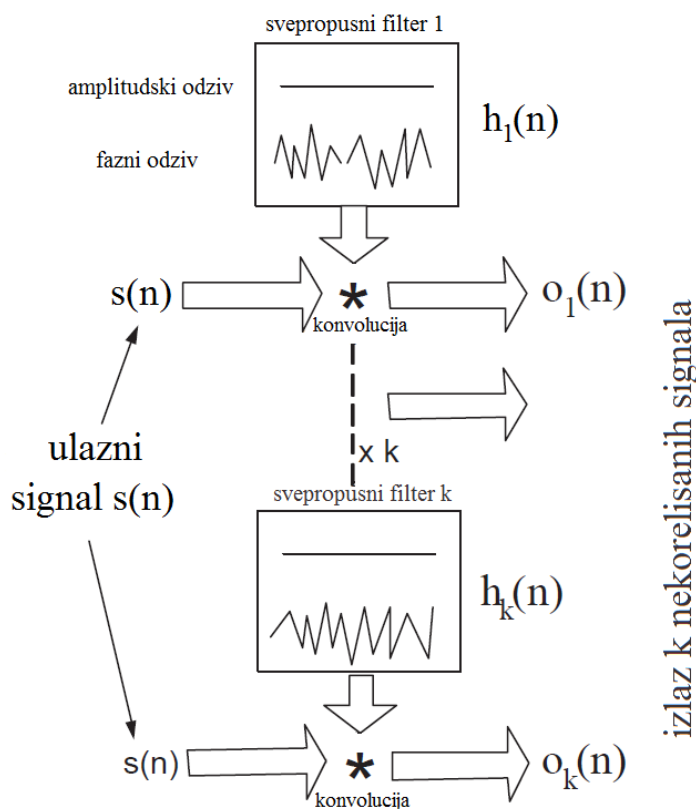 svepropusni filter 1
amplitudski odziv
fazni odziv
h1(n)
s(n)
*
konvolucija
o1(n)
ulazni
signal s(n)
x k
svepropusni filter k
hk(n)
s(n)
*
konvolucija
ok(n)
izlaz k nekorelisanih signala